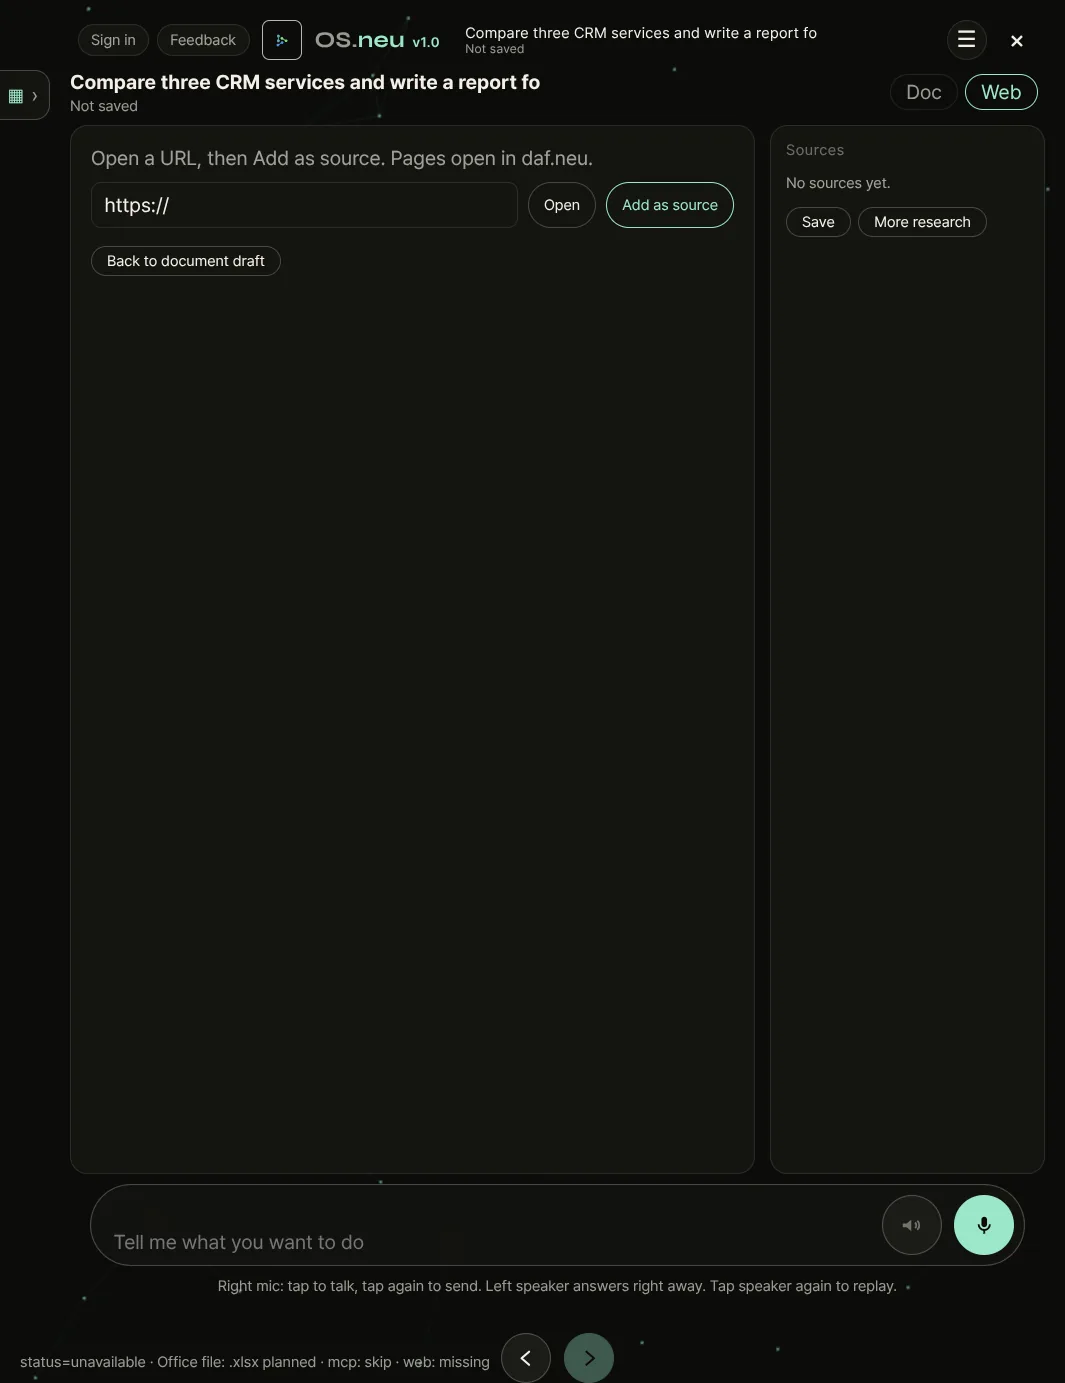 Sign in
Feedback
OS.neu v1.0
Compare three CRM services and write a report fo
Not saved
Compare three CRM services and write a report fo
Not saved
Doc
Web
Open a URL, then Add as source. Pages open in daf.neu.
https://
Open
Add as source
Back to document draft
Sources
No sources yet.
Save
More research
Tell me what you want to do
Right mic: tap to talk, tap again to send. Left speaker answers right away. Tap speaker again to replay.
status=unavailable · Office file: .xlsx planned · mcp: skip · web: missing